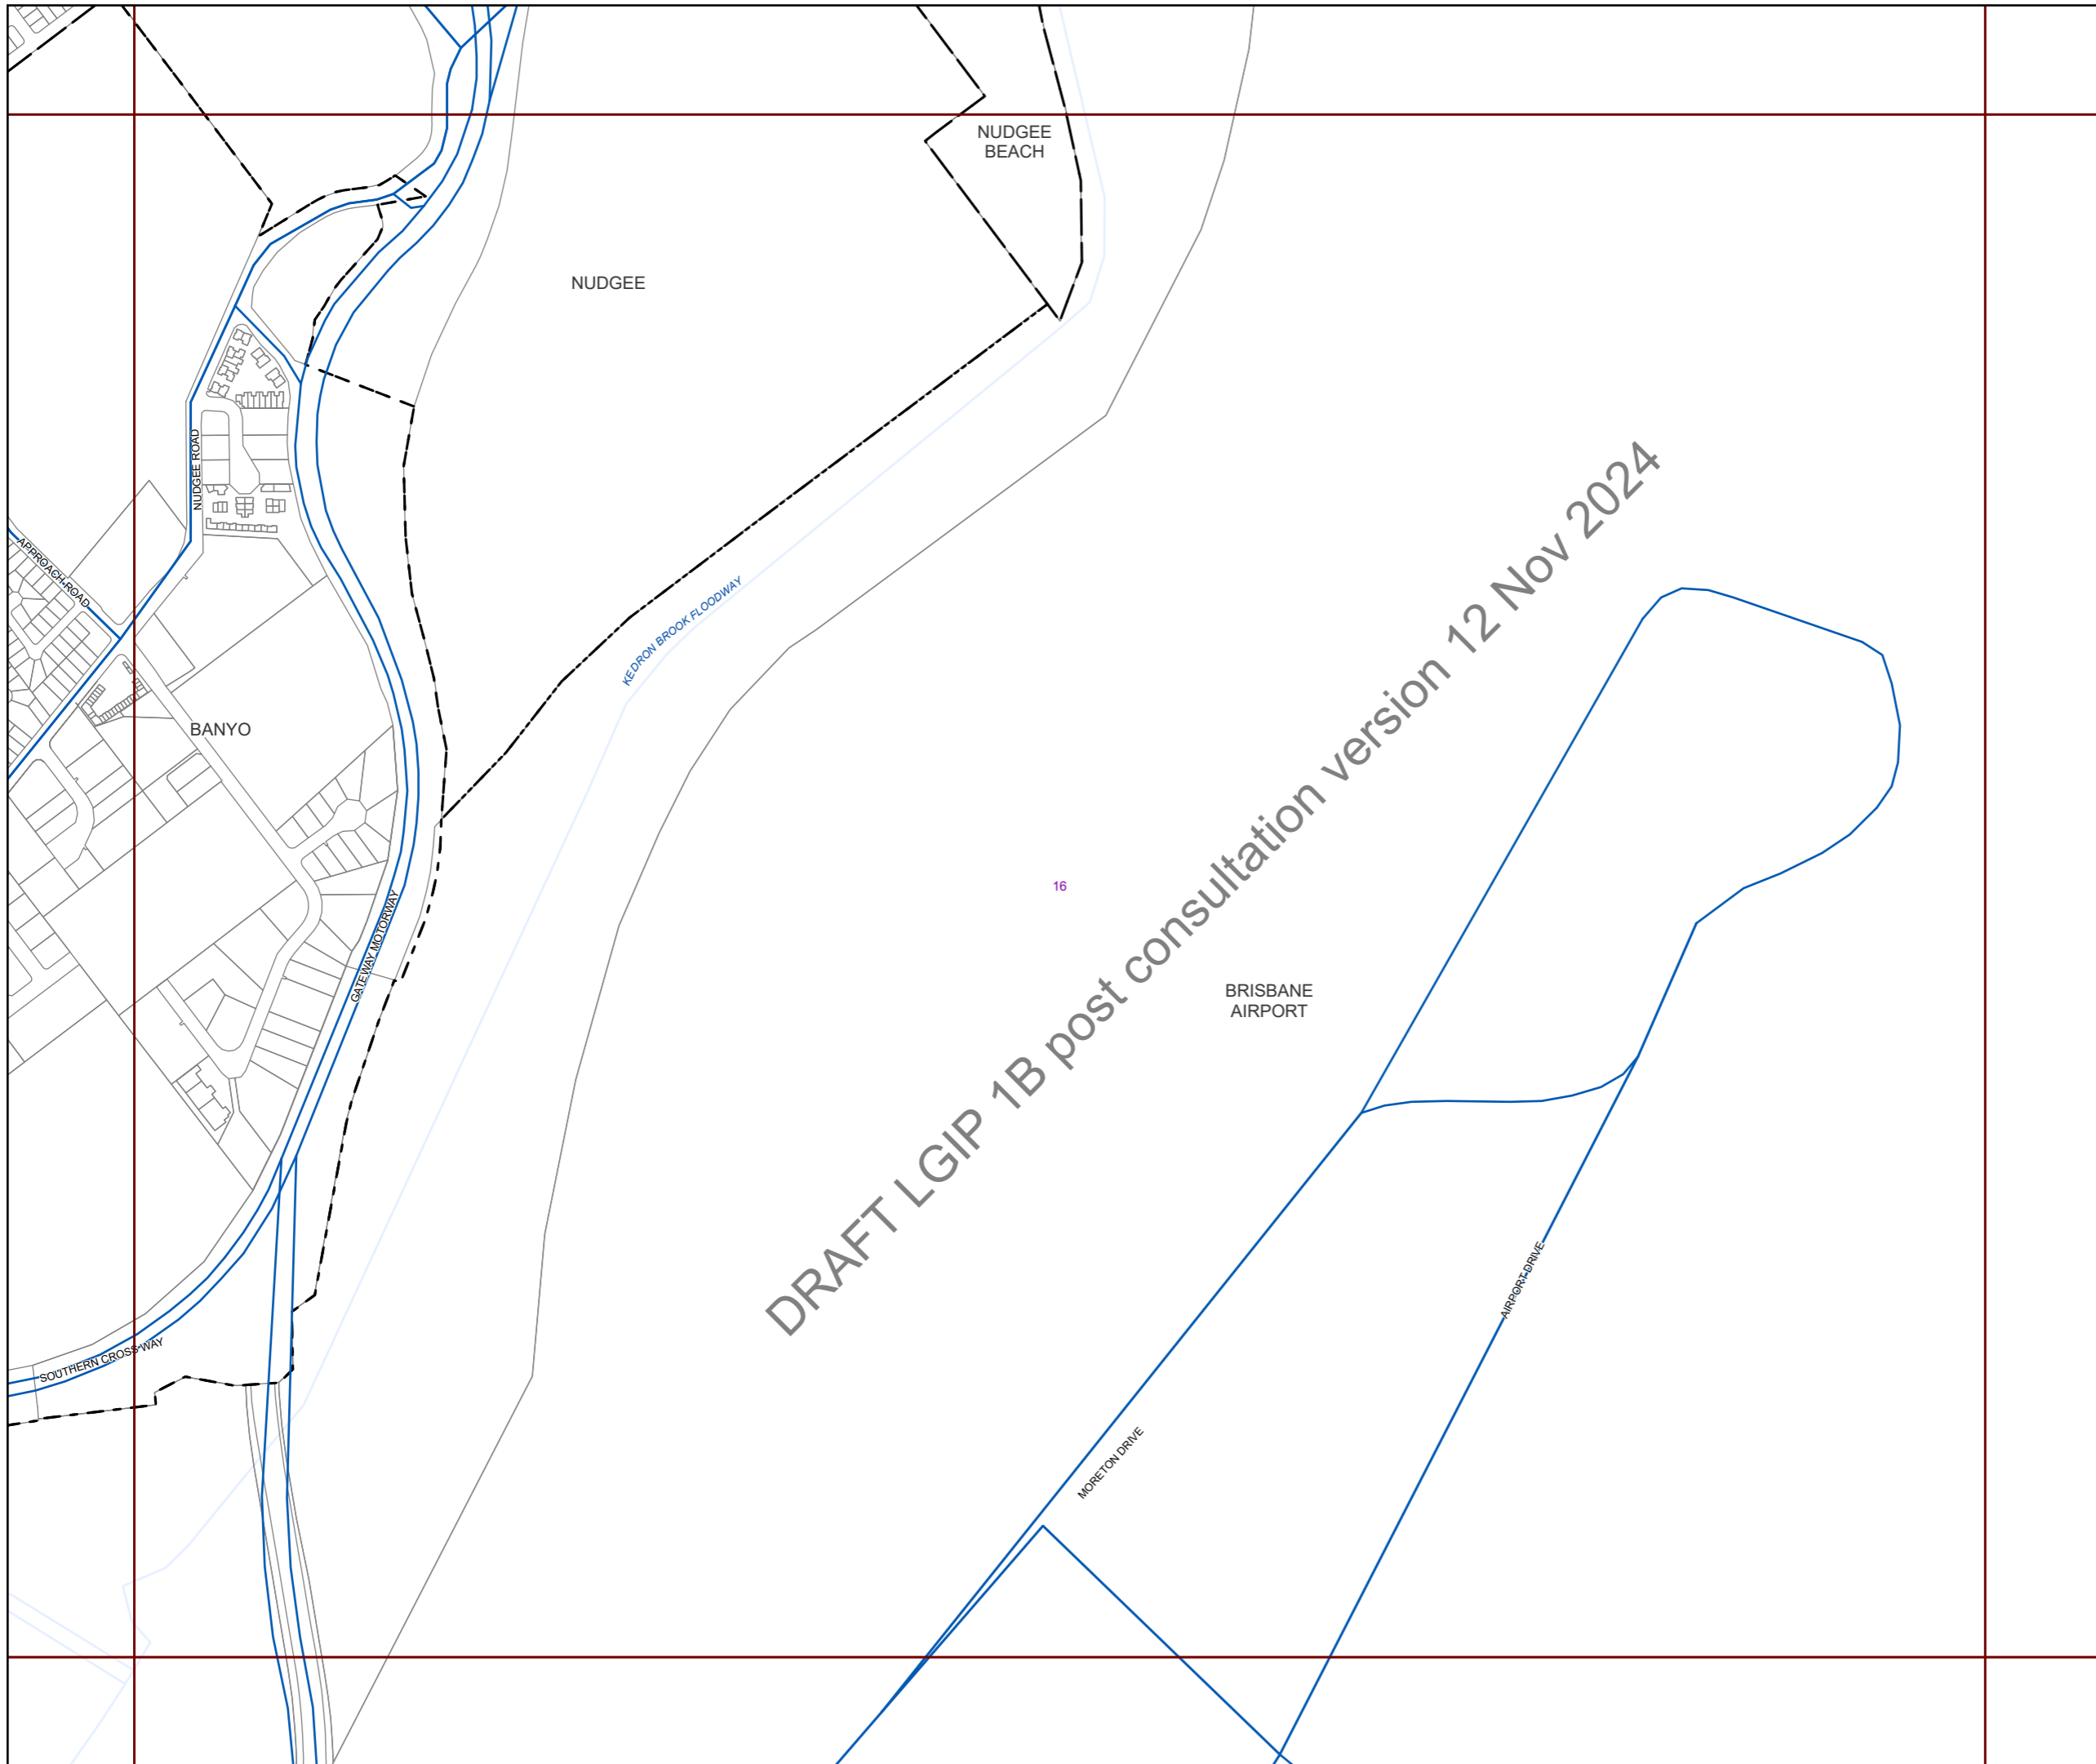 NUDGEE
BEACH
NUDGEE
NUDGEE ROAD
APPROACH ROAD
KEDRON BROOK FLOODWAY
BANYO
16
GATEWAY MOTORWAY
BRISBANE
AIRPORT
DRAFT LGIP 1B post consultation version 12 Nov 2024
AIRPORT DRIVE
SOUTHERN CROSS WAY
MORETON DRIVE